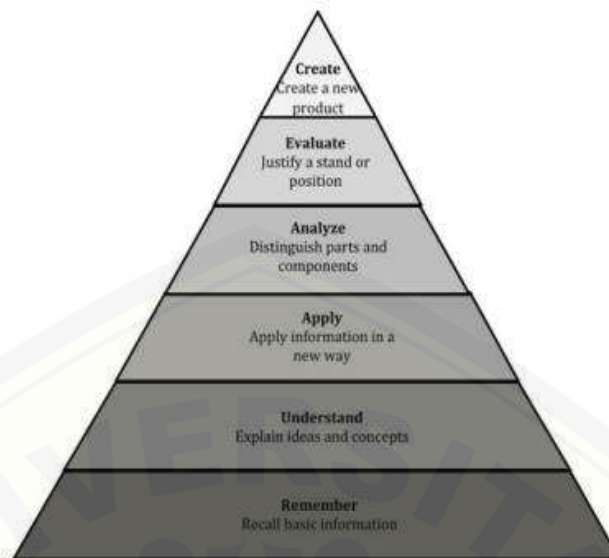 Create
Create a new
product
Evaluate
Justify a stand or
position
Analyze
Distinguish parts and
components
Apply
Apply information in a
new way
Understand
Explain ideas and concepts
Remember
Recall basic information